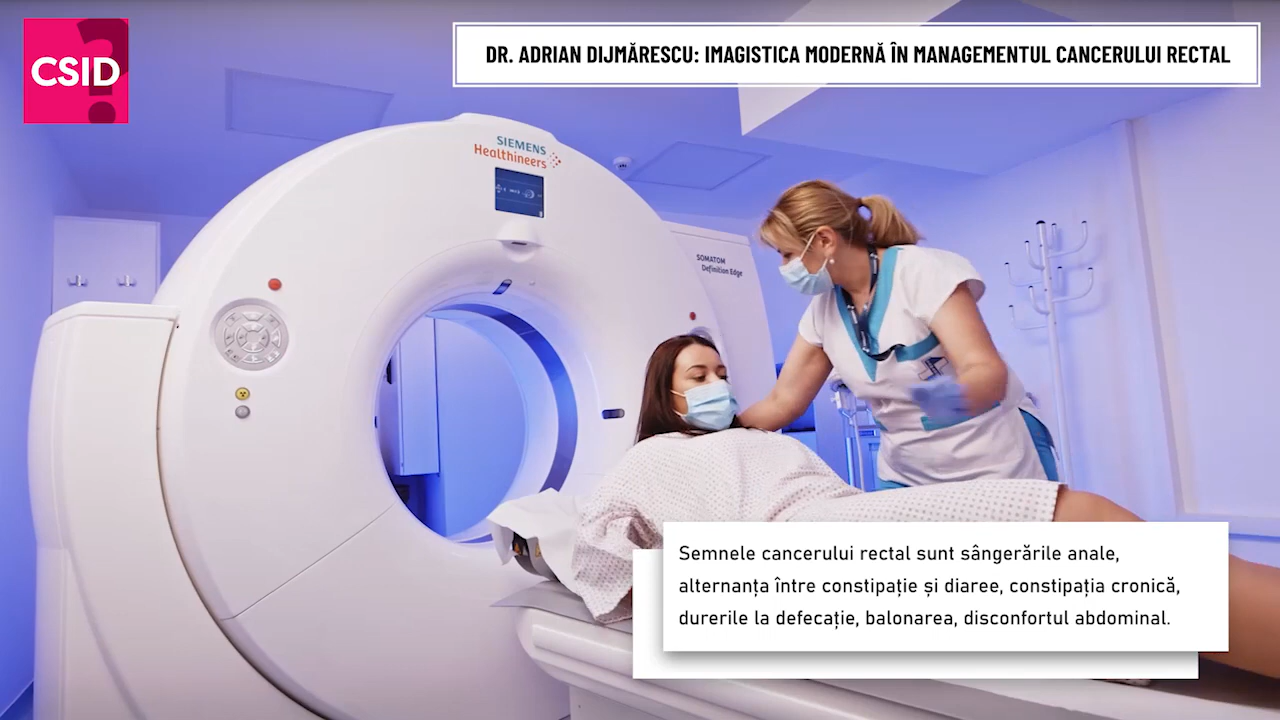 CSID
DR. ADRIAN DIJMĂRESCU: IMAGISTICA MODERNĂ ÎN MANAGEMENTUL CANCERULUI RECTAL
SIEMENS
Healthineers
SOMATOM
Definition Edge
Semnele cancerului rectal sunt sângerările anale,
alternanța între constipație și diaree, constipația cronică,
durerile la defecație, balonarea, disconfortul abdominal.